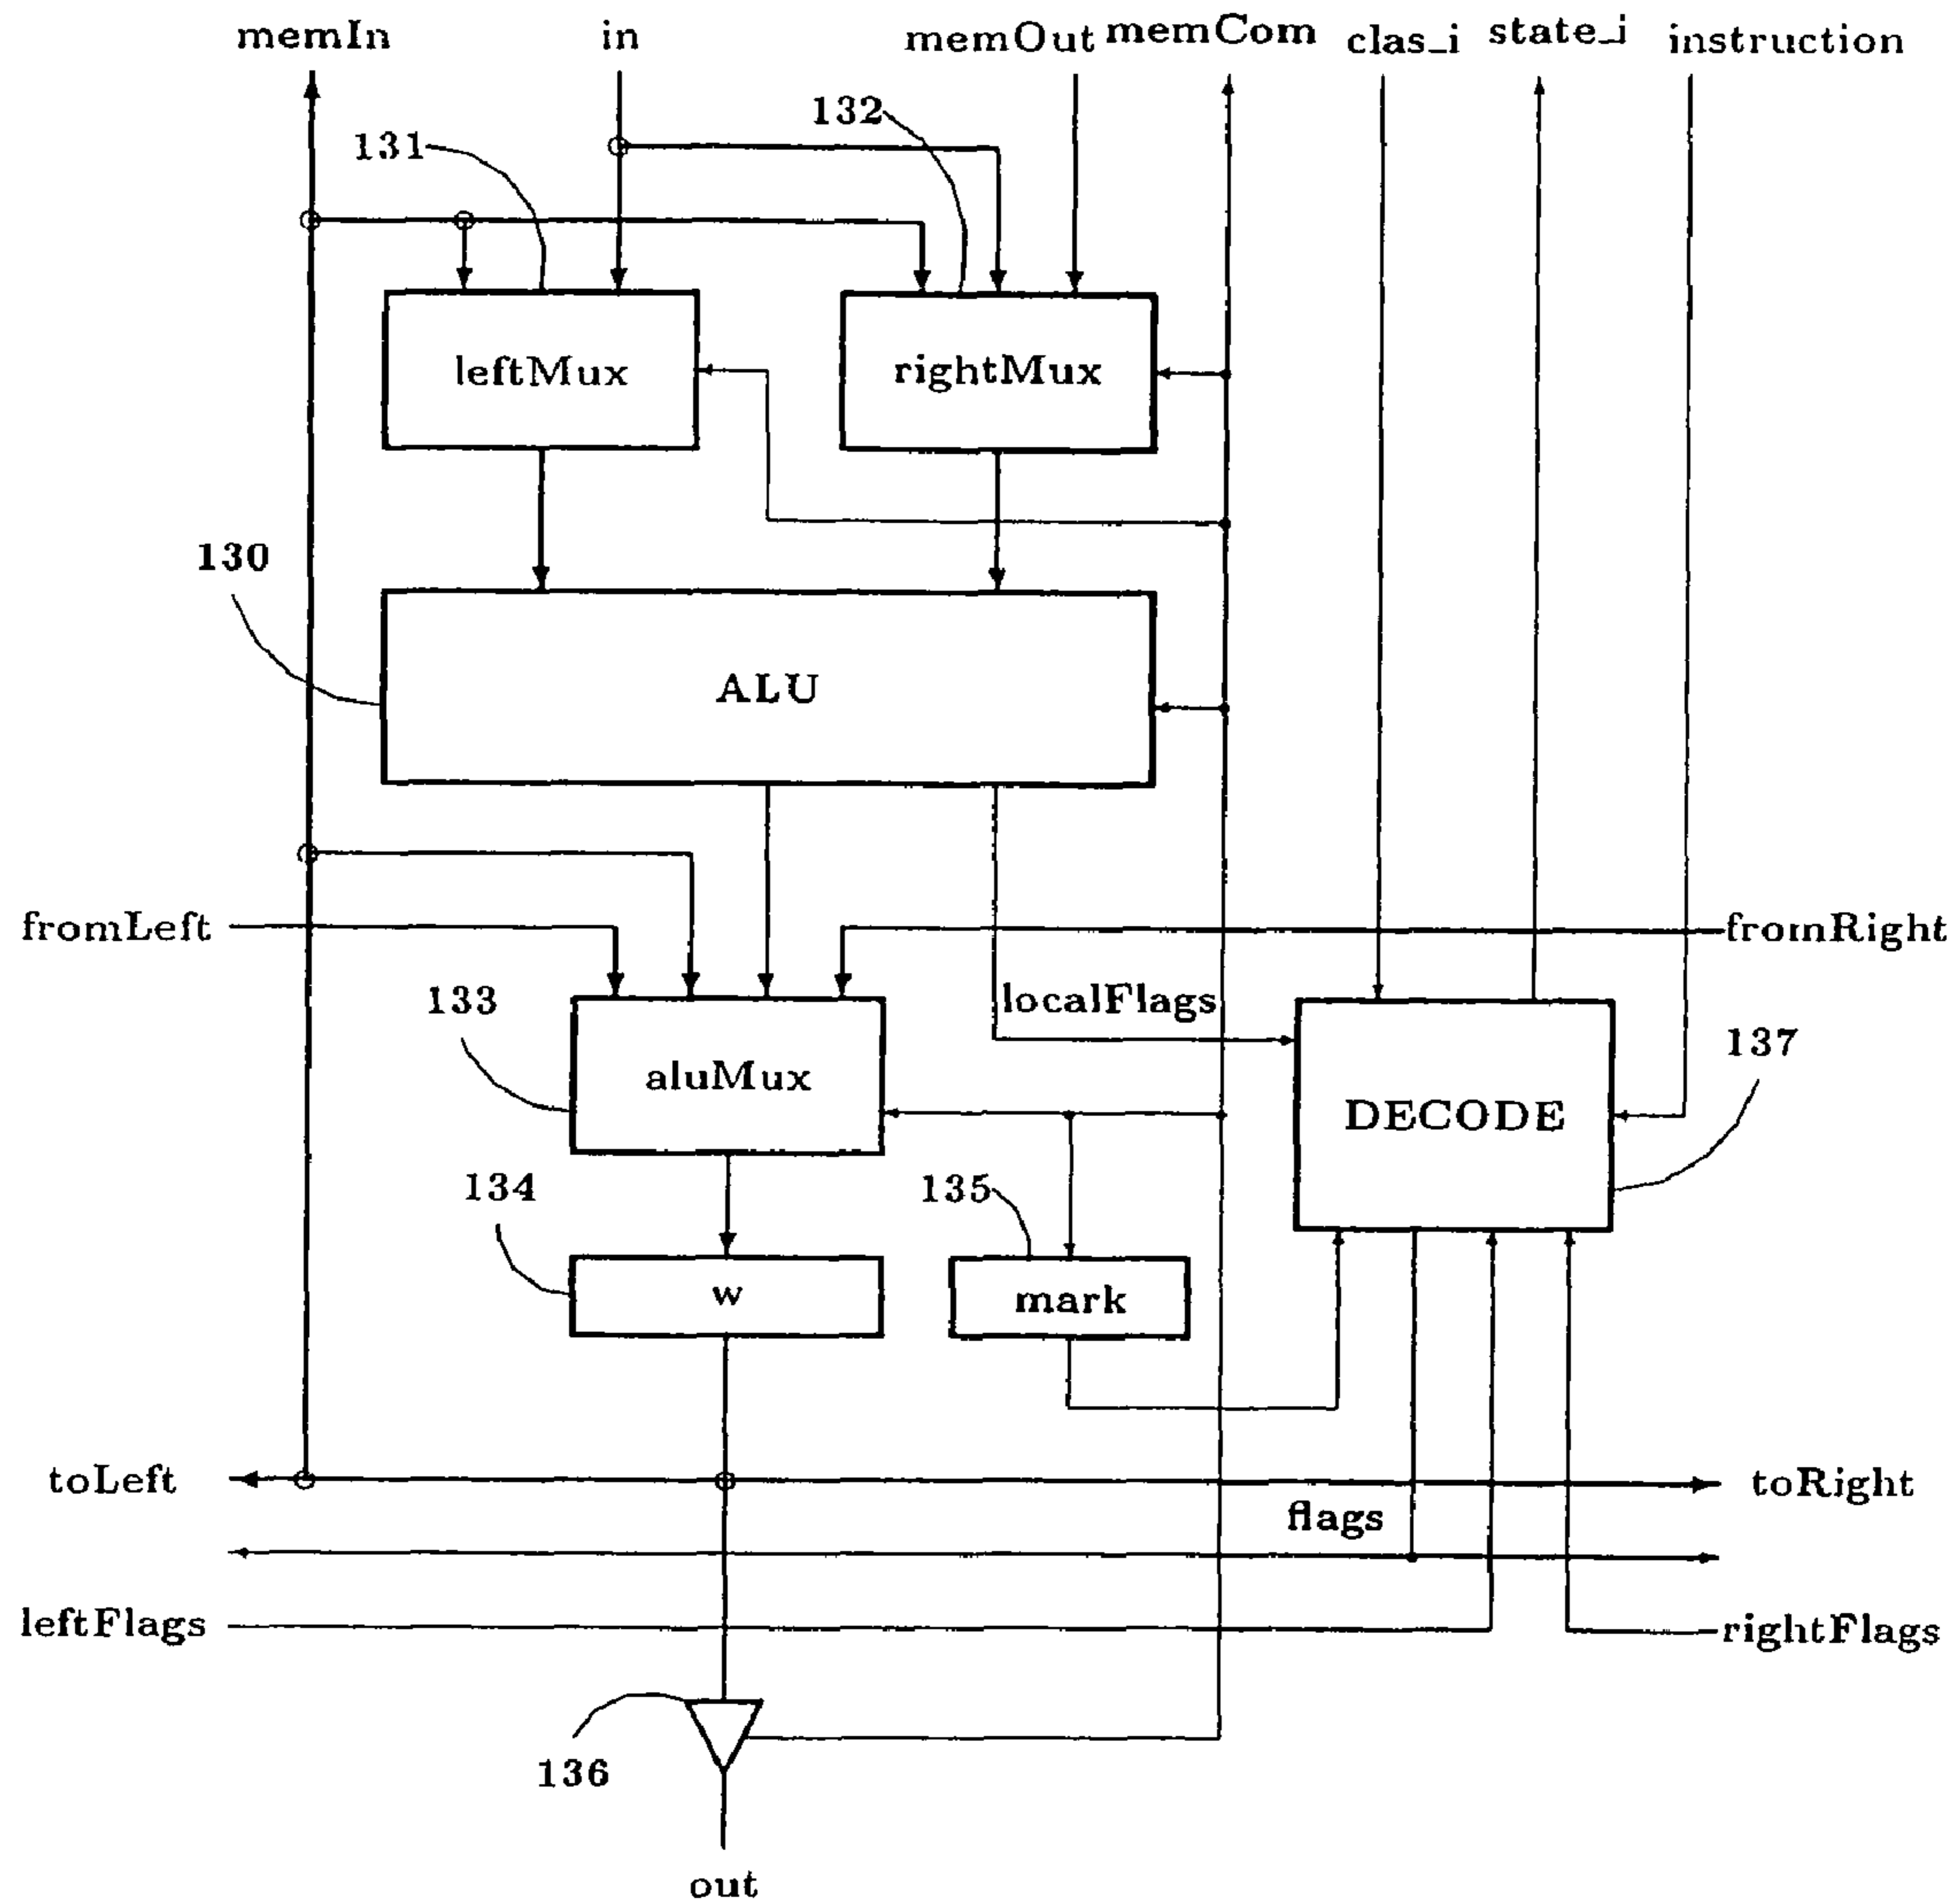 memIn in memOut memCom clas_i state_i instruction
132
131
leftMux rightMux
130
ALU
fromLeft fromRight
133 localFlags
137
aluMux DECODE
134 135
w mark
toLeft toRight
flags
leftFlags rightFlags
136
out